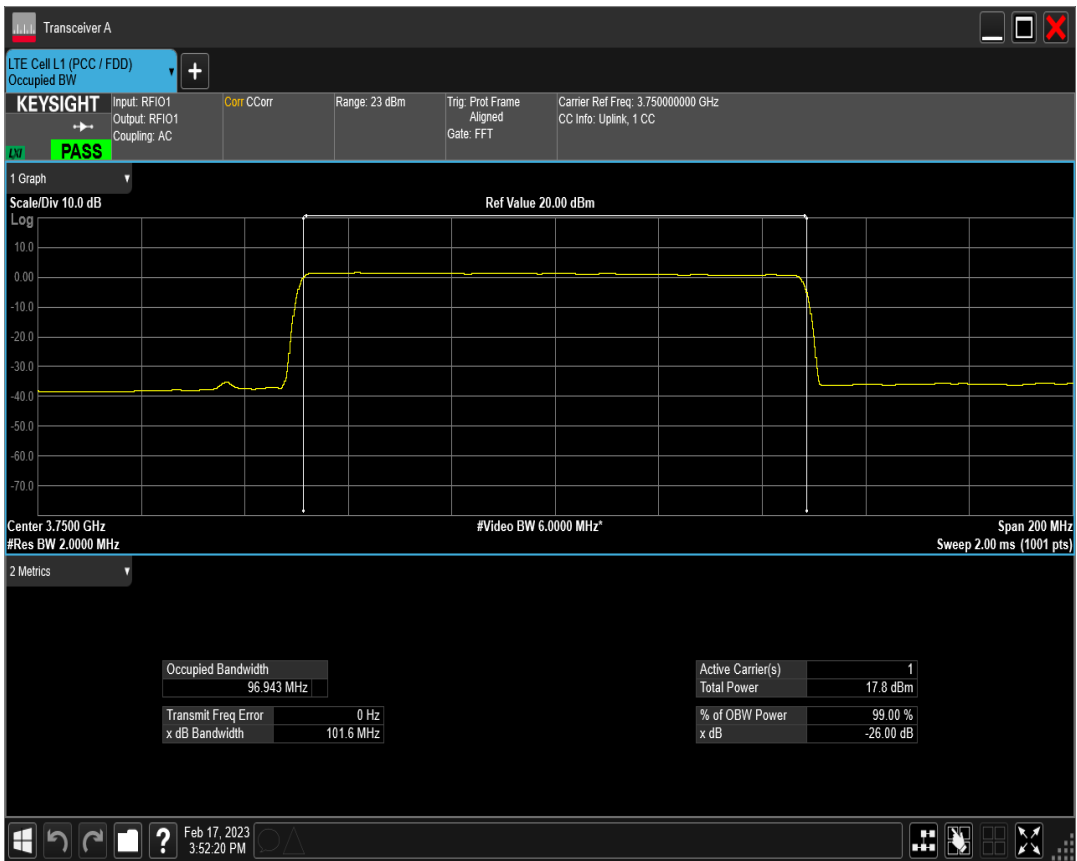 Transceiver A
LTE Cell L1 (PCC / FDD)
Occupied BW
KEYSIGHT
LXI
PASS
Input: RFIO1
Output: RFIO1
Coupling: AC
Corr CCorr
Range: 23 dBm
Trig: Prot Frame
Aligned
Gate: FFT
Carrier Ref Freq: 3.750000000 GHz
CC Info: Uplink, 1 CC
1 Graph
Scale/Div 10.0 dB
Ref Value 20.00 dBm
Log
10.0
0.00
-10.0
-20.0
-30.0
-40.0
-50.0
-60.0
-70.0
Center 3.7500 GHz
#Video BW 6.0000 MHz*
Span 200 MHz
#Res BW 2.0000 MHz
Sweep 2.00 ms (1001 pts)
2 Metrics
Occupied Bandwidth
96.943 MHz
Transmit Freq Error 0 Hz
x dB Bandwidth 101.6 MHz
Active Carrier(s) 1
Total Power 17.8 dBm
% of OBW Power 99.00 %
x dB -26.00 dB
?
Feb 17, 2023
3:52:20 PM